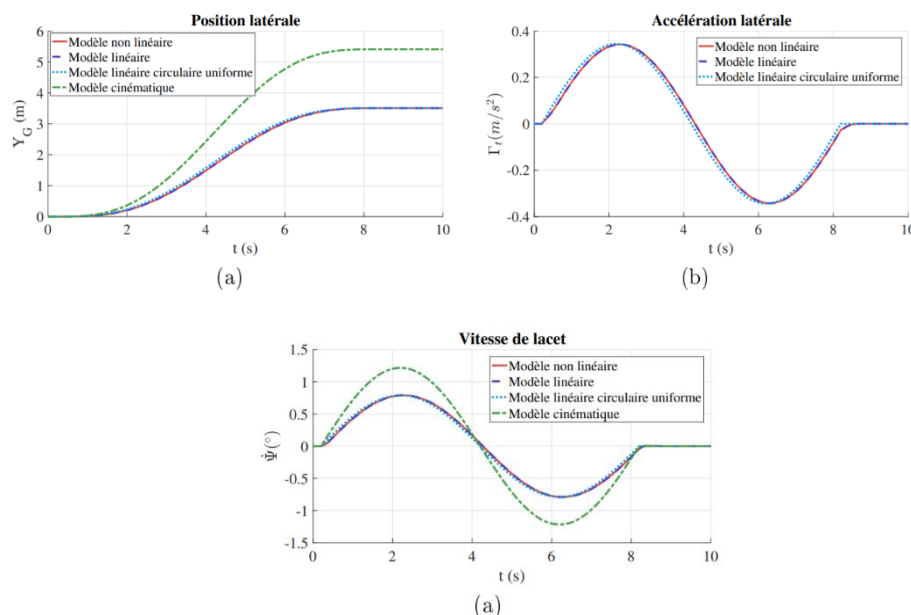 Position latérale
6
5
4
3
2
1
0
Y_G (m)
Modèle non linéaire
Modèle linéaire
Modèle linéaire circulaire uniforme
Modèle cinématique
0 2 4 6 8 10
t (s)
(a)
Accélération latérale
0.4
0.2
0
-0.2
-0.4
Γ_t(m/s²)
Modèle non linéaire
Modèle linéaire
Modèle linéaire circulaire uniforme
0 2 4 6 8 10
t (s)
(b)
Vitesse de lacet
1.5
1
0.5
0
-0.5
-1
-1.5
Ψ̇(°)
Modèle non linéaire
Modèle linéaire
Modèle linéaire circulaire uniforme
Modèle cinématique
0 2 4 6 8 10
t (s)
(a)